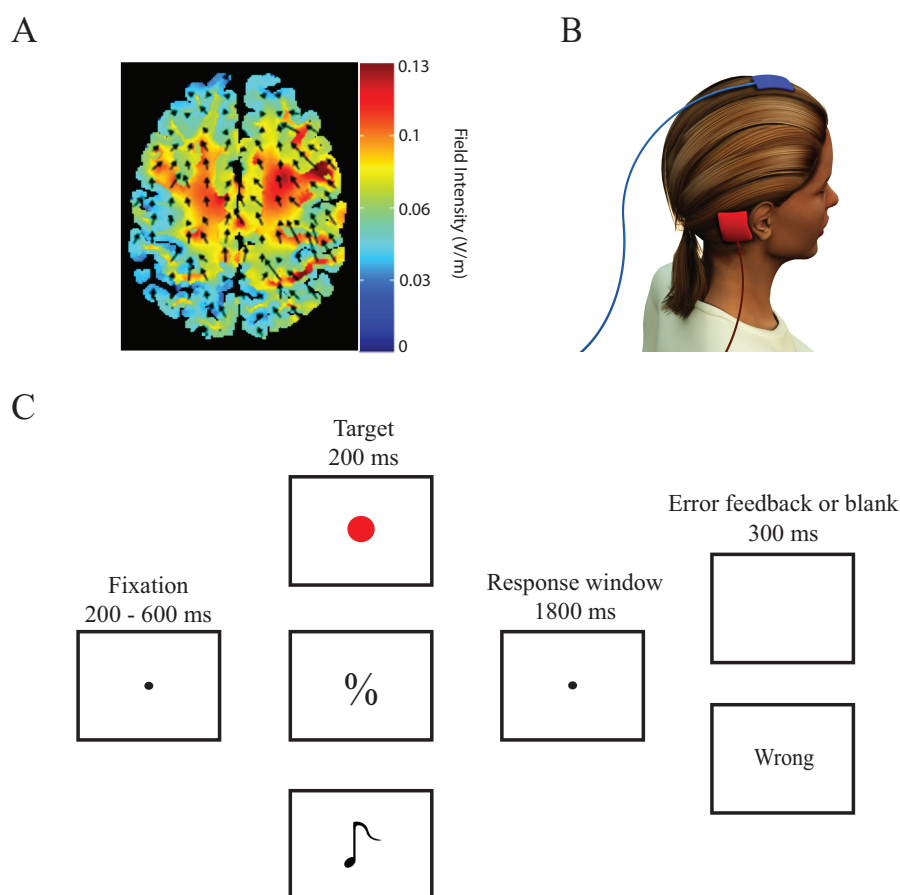 A
B
0.13
0.1
0.06
0.03
0
Field Intensity (V/m)
C
Target
200 ms
Error feedback or blank
300 ms
Fixation
200 - 600 ms
Response window
1800 ms
%
Wrong